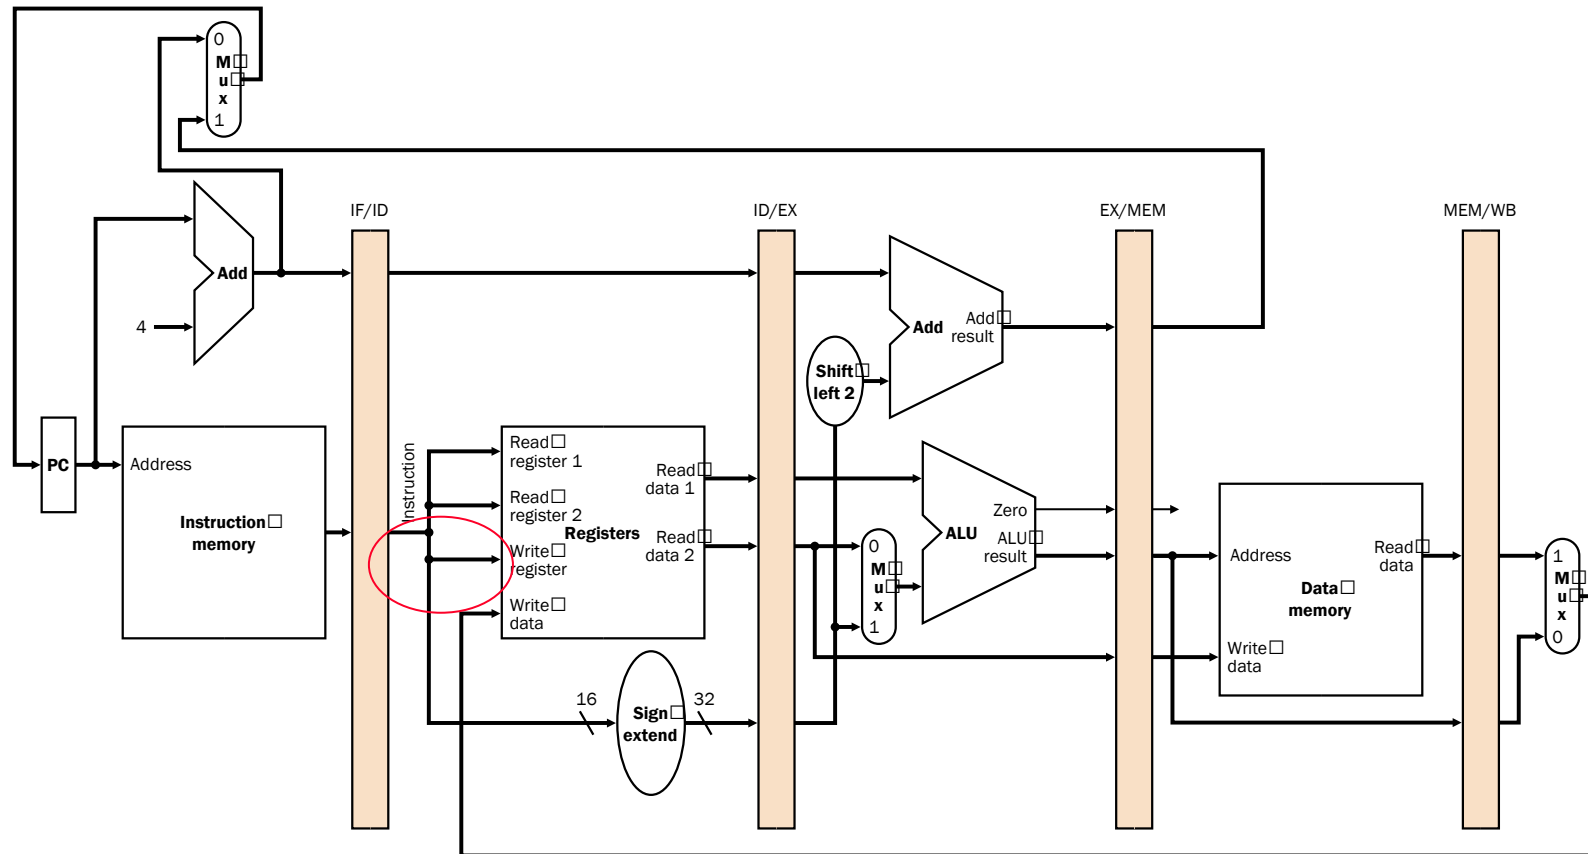 0
M
u
x
1
IF/ID
ID/EX
EX/MEM
MEM/WB
Add
4
Add
Add
result
Shift
left 2
PC
Address
Instruction
memory
Instruction
Read
register 1
Read
register 2
Write
register
Write
data
Registers
Read
data 1
Read
data 2
0
M
u
x
1
ALU
Zero
ALU
result
Address
Read
data
Data
memory
Write
data
1
M
u
x
0
16
32
Sign
extend